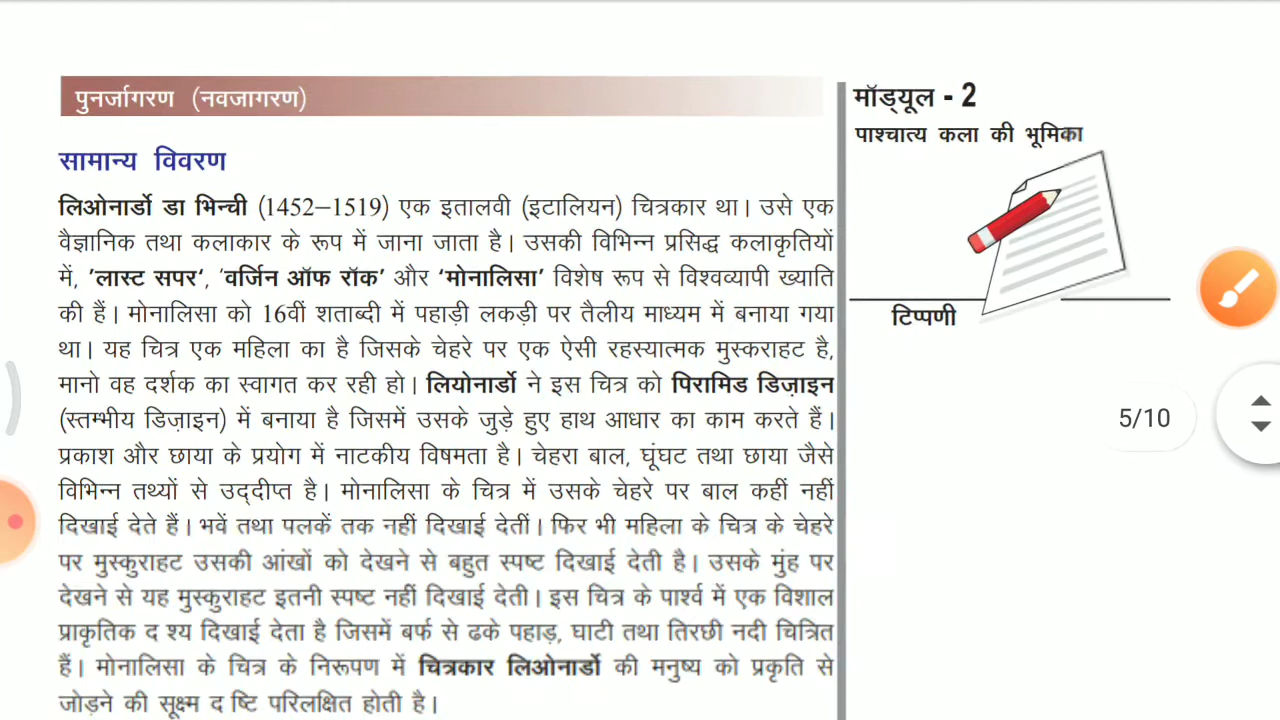 पुनर्जागरण (नवजागरण)
सामान्य विवरण
लिओनार्डो डा भिन्ची (1452–1519) एक इतालवी (इटालियन) चित्रकार था। उसे एक
वैज्ञानिक तथा कलाकार के रूप में जाना जाता है। उसकी विभिन्न प्रसिद्ध कलाकृतियों
में, ’लास्ट सपर‘, ‘वर्जिन ऑफ रॉक’ और ‘मोनालिसा’ विशेष रूप से विश्वव्यापी ख्याति
की हैं। मोनालिसा को 16वीं शताब्दी में पहाड़ी लकड़ी पर तैलीय माध्यम में बनाया गया
था। यह चित्र एक महिला का है जिसके चेहरे पर एक ऐसी रहस्यात्मक मुस्कराहट है,
मानो वह दर्शक का स्वागत कर रही हो। लियोनार्डो ने इस चित्र को पिरामिड डिज़ाइन
(स्तम्भीय डिज़ाइन) में बनाया है जिसमें उसके जुड़े हुए हाथ आधार का काम करते हैं।
प्रकाश और छाया के प्रयोग में नाटकीय विषमता है। चेहरा बाल, घूंघट तथा छाया जैसे
विभिन्न तथ्यों से उद्दीप्त है। मोनालिसा के चित्र में उसके चेहरे पर बाल कहीं नहीं
दिखाई देते हैं। भवें तथा पलकें तक नहीं दिखाई देतीं। फिर भी महिला के चित्र के चेहरे
पर मुस्कुराहट उसकी आंखों को देखने से बहुत स्पष्ट दिखाई देती है। उसके मुंह पर
देखने से यह मुस्कुराहट इतनी स्पष्ट नहीं दिखाई देती। इस चित्र के पार्श्व में एक विशाल
प्राकृतिक द श्य दिखाई देता है जिसमें बर्फ से ढके पहाड़, घाटी तथा तिरछी नदी चित्रित
हैं। मोनालिसा के चित्र के निरूपण में चित्रकार लिओनार्डो की मनुष्य को प्रकृति से
जोड़ने की सूक्ष्म द ष्टि परिलक्षित होती है।
मॉड्यूल - 2
पाश्चात्य कला की भूमिका
टिप्पणी
5/10